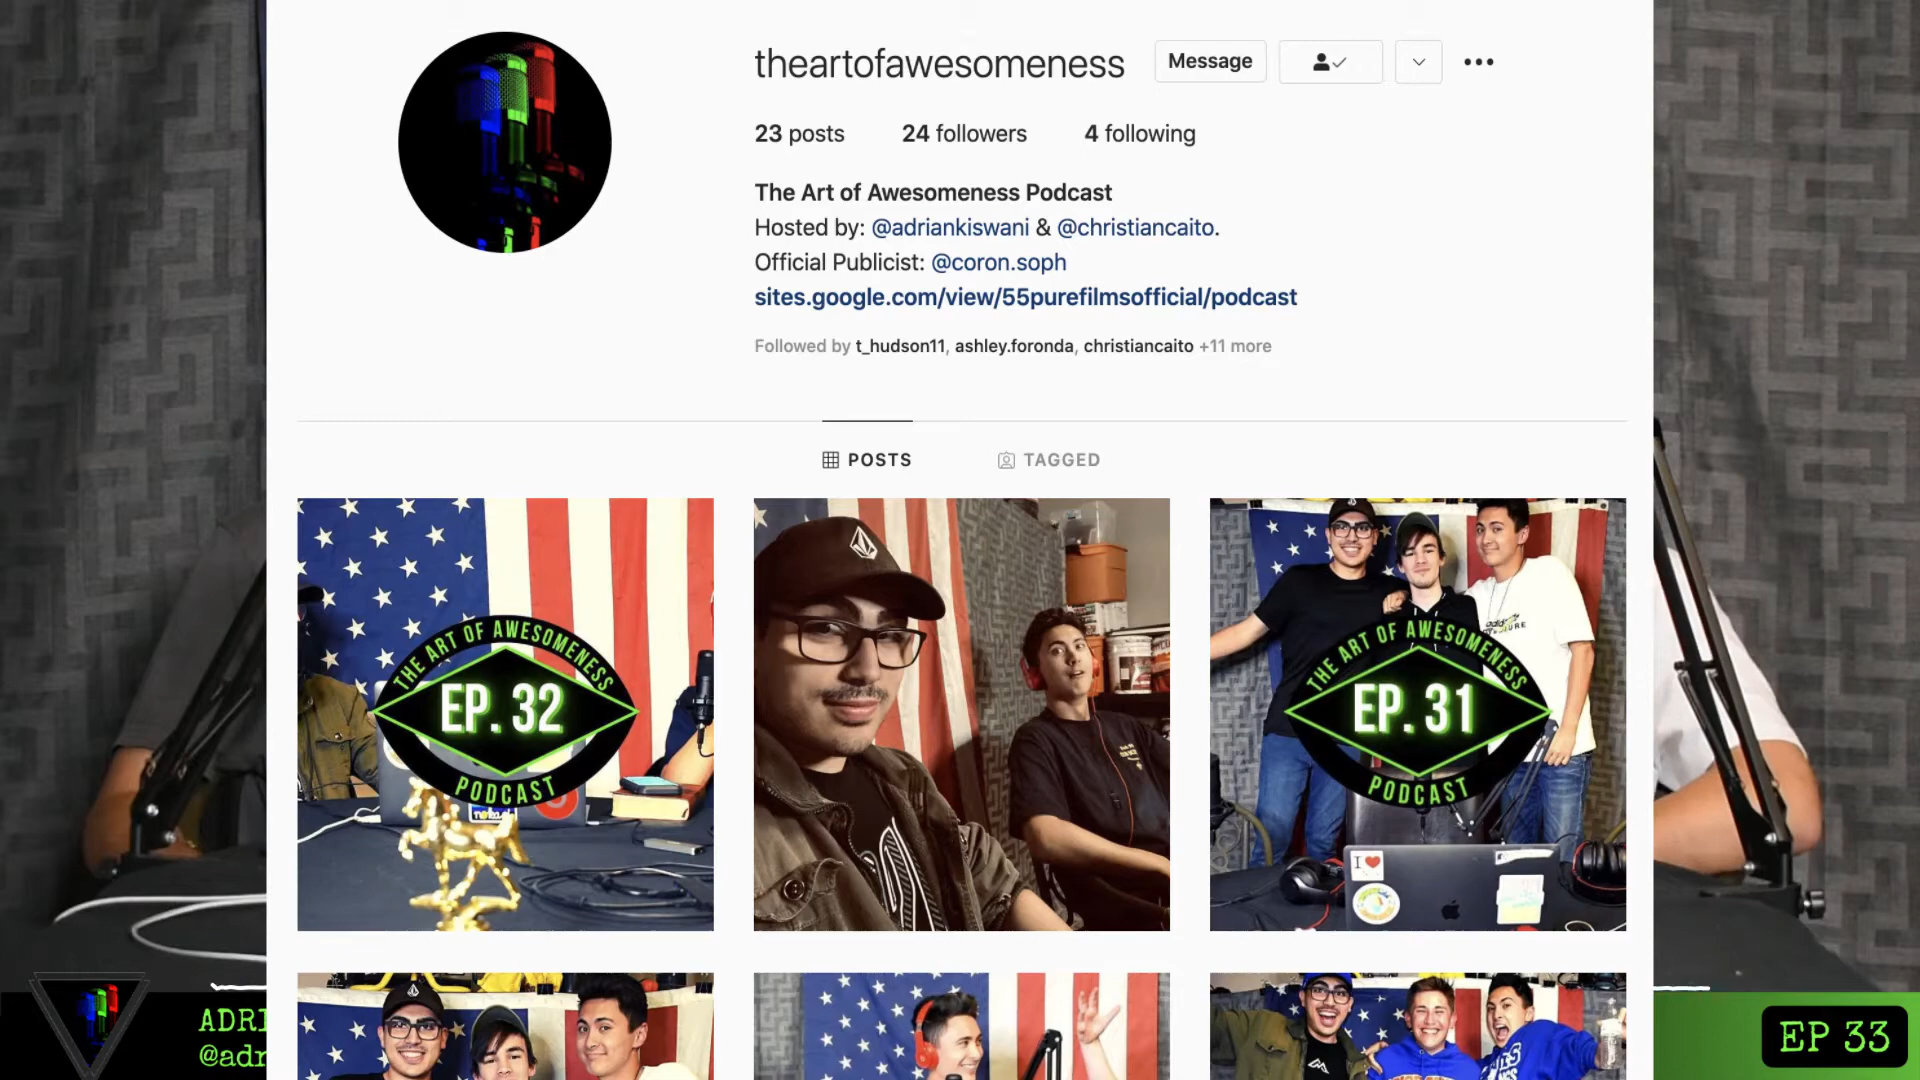 theartofawesomeness Message
23 posts 24 followers 4 following
The Art of Awesomeness Podcast
Hosted by: @adriankiswani & @christiancaito.
Official Publicist: @coron.soph
sites.google.com/view/55purefilmsofficial/podcast
Followed by t_hudson11, ashley.foronda, christiancaito +11 more
POSTS TAGGED
THE ART OF AWESOMENESS
EP. 32
PODCAST
THE ART OF AWESOMENESS
EP. 31
PODCAST
I
ADRI
@adr
EP 33